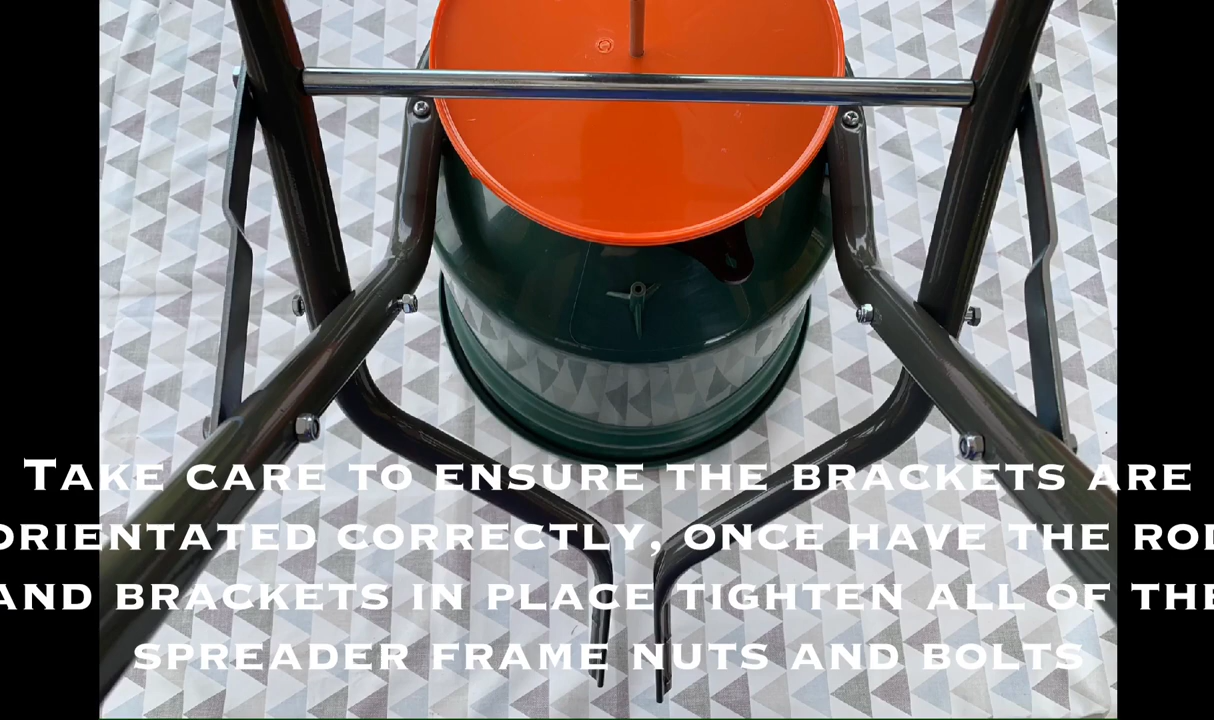 Take care to ensure the brackets are
orientated correctly, once have the rod
and brackets in place tighten all of the
spreader frame nuts and bolts